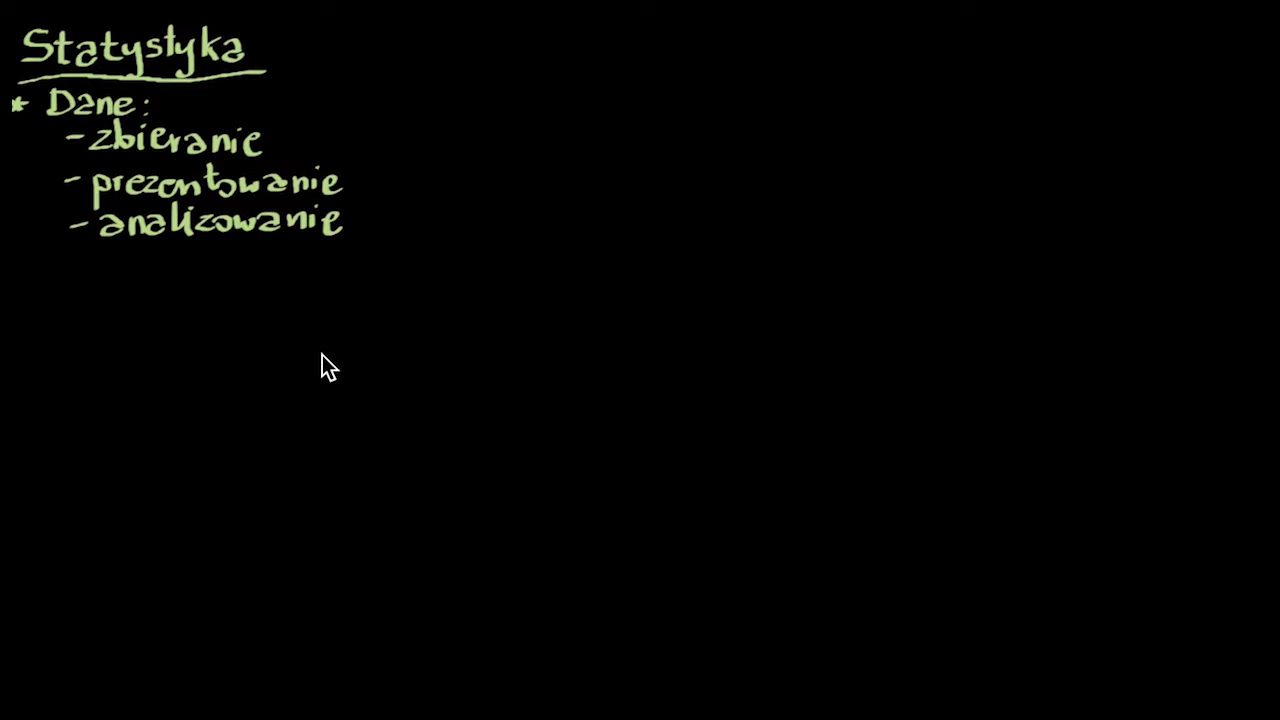 Statystyka
* Dane:
- zbieranie
- prezentowanie
- analizowanie